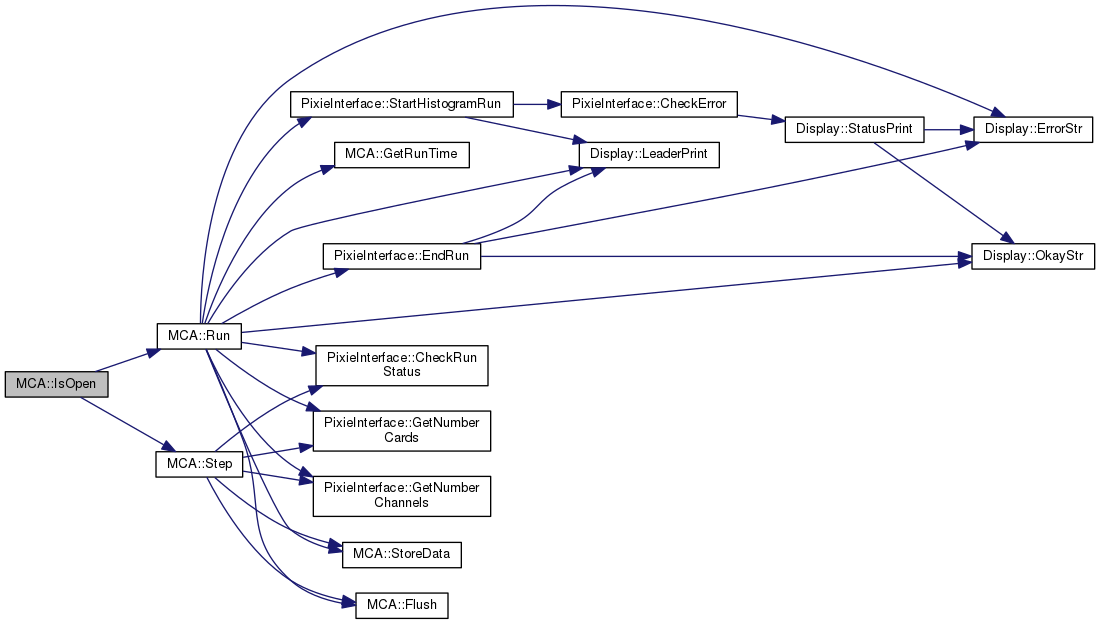 PixieInterface::StartHistogramRun
PixieInterface::CheckError
Display::StatusPrint
Display::ErrorStr
MCA::GetRunTime
Display::LeaderPrint
PixieInterface::EndRun
Display::OkayStr
MCA::Run
MCA::IsOpen
PixieInterface::CheckRun
Status
PixieInterface::GetNumber
Cards
MCA::Step
PixieInterface::GetNumber
Channels
MCA::StoreData
MCA::Flush